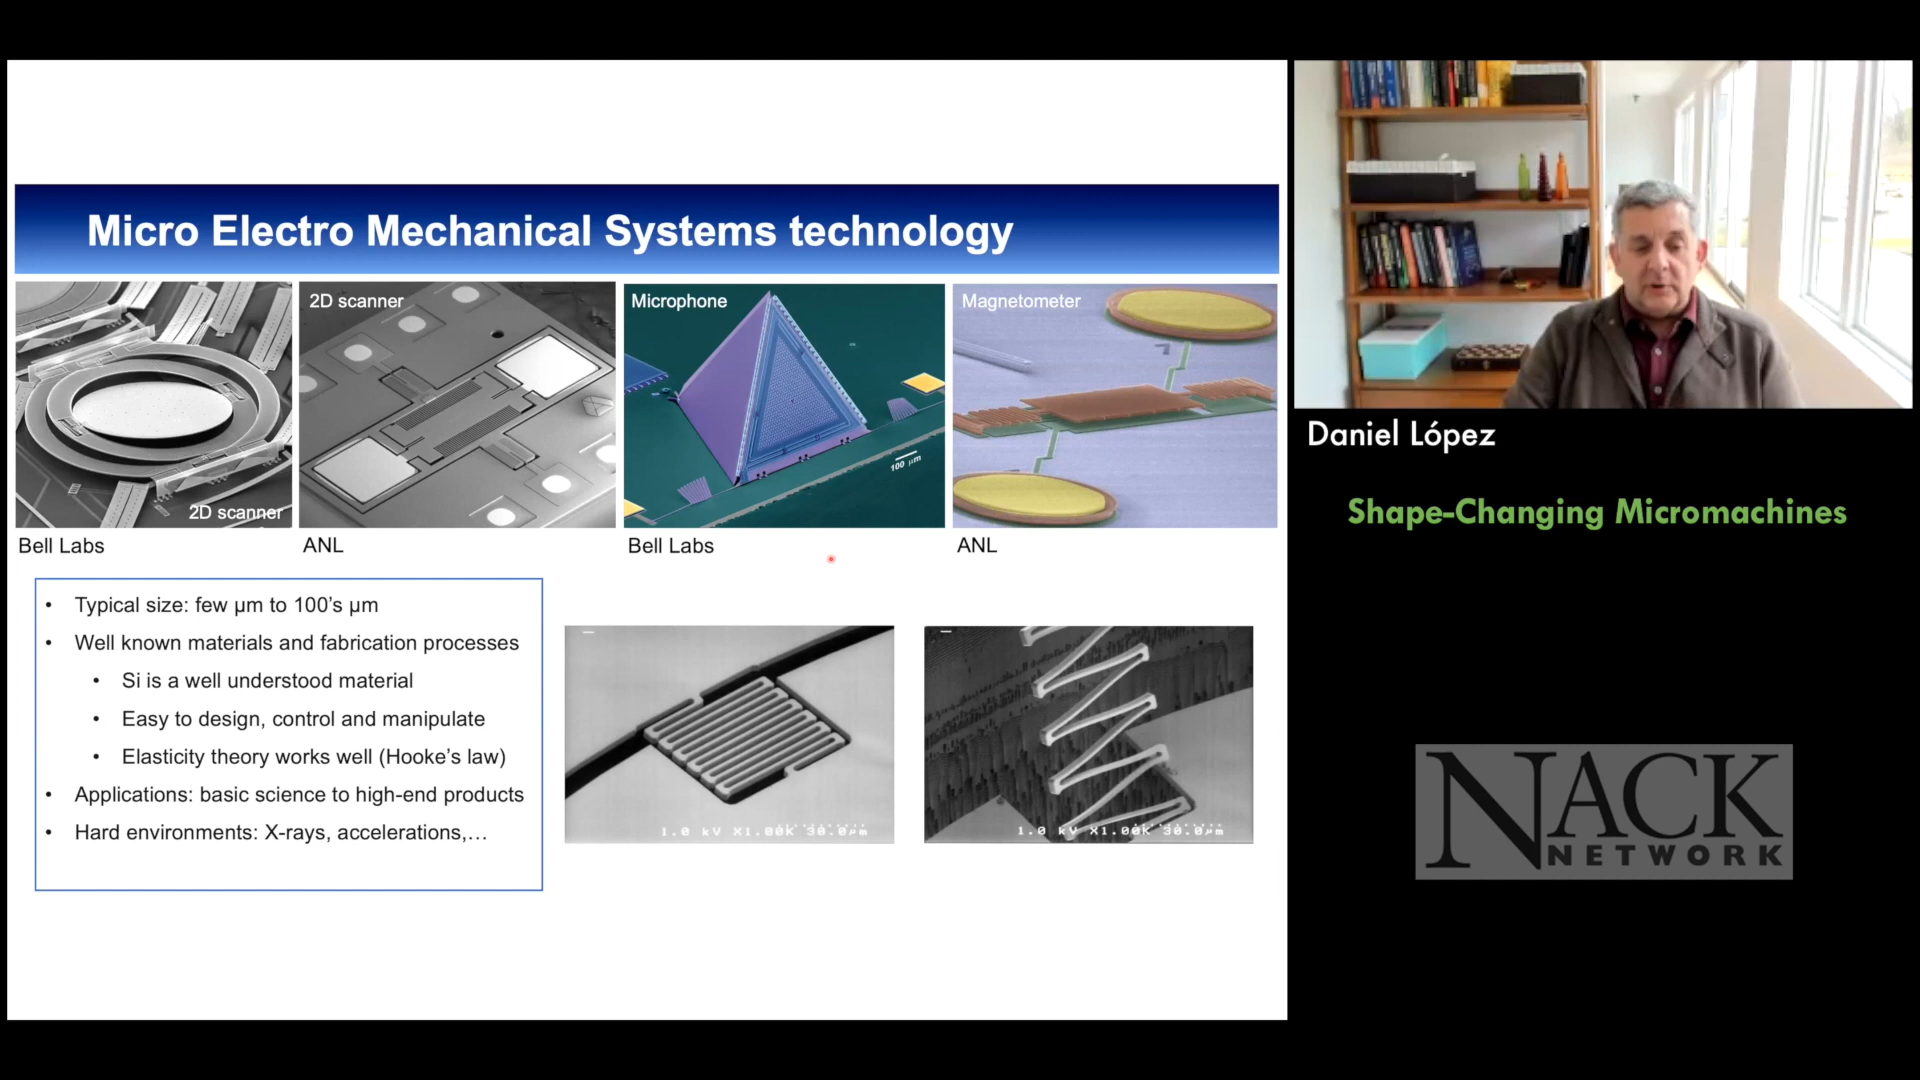 Micro Electro Mechanical Systems technology
2D scanner
2D scanner
Microphone
100 µm
Magnetometer
Bell Labs
ANL
Bell Labs
ANL
• Typical size: few µm to 100’s µm
• Well known materials and fabrication processes
• Si is a well understood material
• Easy to design, control and manipulate
• Elasticity theory works well (Hooke’s law)
• Applications: basic science to high-end products
• Hard environments: X-rays, accelerations,…
1.0 kV X1.00K 30.0µm
1.0 kV X1.00K 30.0µm
Daniel López
Shape-Changing Micromachines
NACK
NETWORK